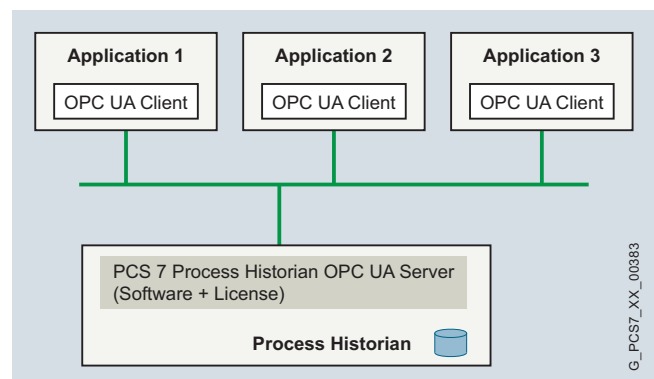 Application 1
OPC UA Client
Application 2
OPC UA Client
Application 3
OPC UA Client
PCS 7 Process Historian OPC UA Server
(Software + License)
Process Historian
G_PCS7_XX_00383